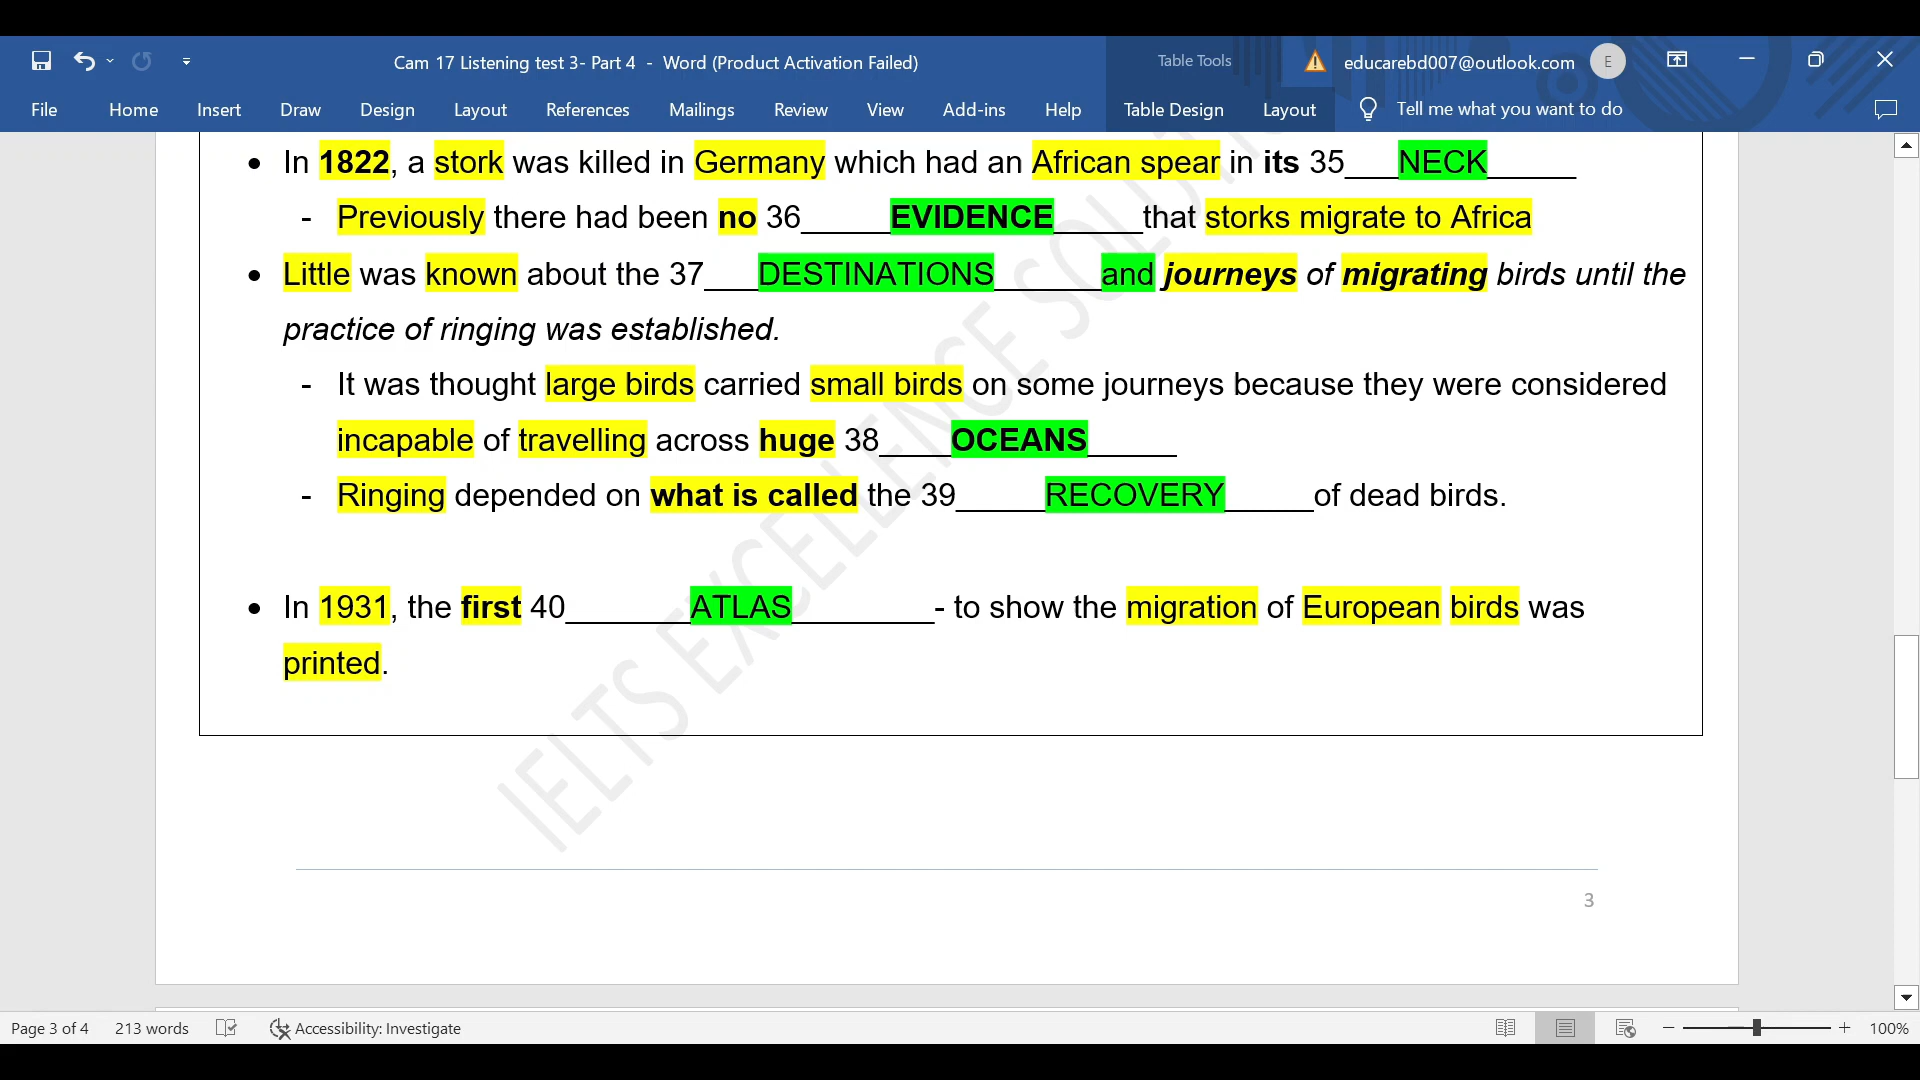 Cam 17 Listening test 3- Part 4 - Word (Product Activation Failed)
Table Tools
educarebd007@outlook.com
E
File Home Insert Draw Design Layout References Mailings Review View Add-ins Help Table Design Layout Tell me what you want to do
• In 1822, a stork was killed in Germany which had an African spear in its 35___NECK_____
- Previously there had been no 36_____EVIDENCE_____that storks migrate to Africa
• Little was known about the 37___DESTINATIONS______and journeys of migrating birds until the
practice of ringing was established.
- It was thought large birds carried small birds on some journeys because they were considered
incapable of travelling across huge 38____OCEANS_____
- Ringing depended on what is called the 39_____RECOVERY_____of dead birds.
• In 1931, the first 40_______ATLAS________- to show the migration of European birds was
printed.
IELTS EXCELLENCE SOLUTI
3
Page 3 of 4 213 words Accessibility: Investigate 100%